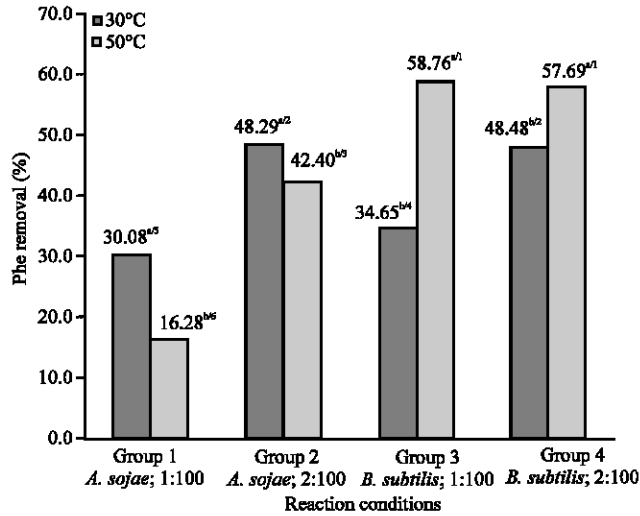 70.0
30°C
50°C
60.0
50.0
40.0
30.0
20.0
10.0
0.0
Phe removal (%)
30.08ᵃ/⁵
16.28ᵇ/⁶
48.29ᵃ/²
42.40ᵇ/³
34.65ᵇ/⁴
58.76ᵃ/¹
48.48ᵇ/²
57.69ᵃ/¹
Group 1
A. sojae; 1:100
Group 2
A. sojae; 2:100
Group 3
B. subtilis; 1:100
Group 4
B. subtilis; 2:100
Reaction conditions